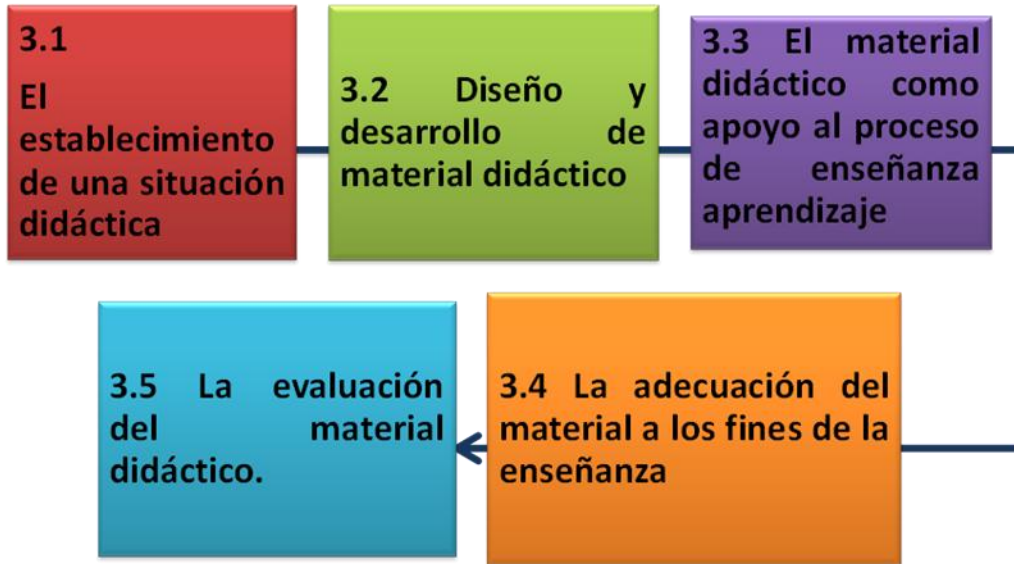 3.1
El
establecimiento
de una situación
didáctica
3.2 Diseño y
desarrollo de
material didáctico
3.3 El material
didáctico como
apoyo al proceso
de enseñanza
aprendizaje
3.4 La adecuación del
material a los fines de la
enseñanza
3.5 La evaluación
del material
didáctico.